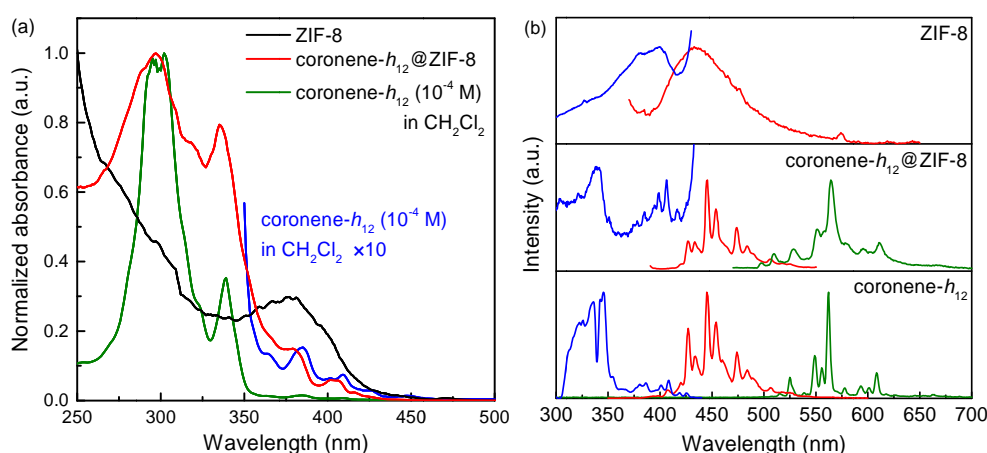 (a)
ZIF-8
coronene-h₁₂@ZIF-8
coronene-h₁₂ (10⁻⁴ M)
in CH₂Cl₂
coronene-h₁₂ (10⁻⁴ M)
in CH₂Cl₂ ×10
Normalized absorbance (a.u.)
1.0
0.8
0.6
0.4
0.2
0.0
250 300 350 400 450 500
Wavelength (nm)
(b)
ZIF-8
coronene-h₁₂@ZIF-8
coronene-h₁₂
Intensity (a.u.)
300 350 400 450 500 550 600 650 700
Wavelength (nm)